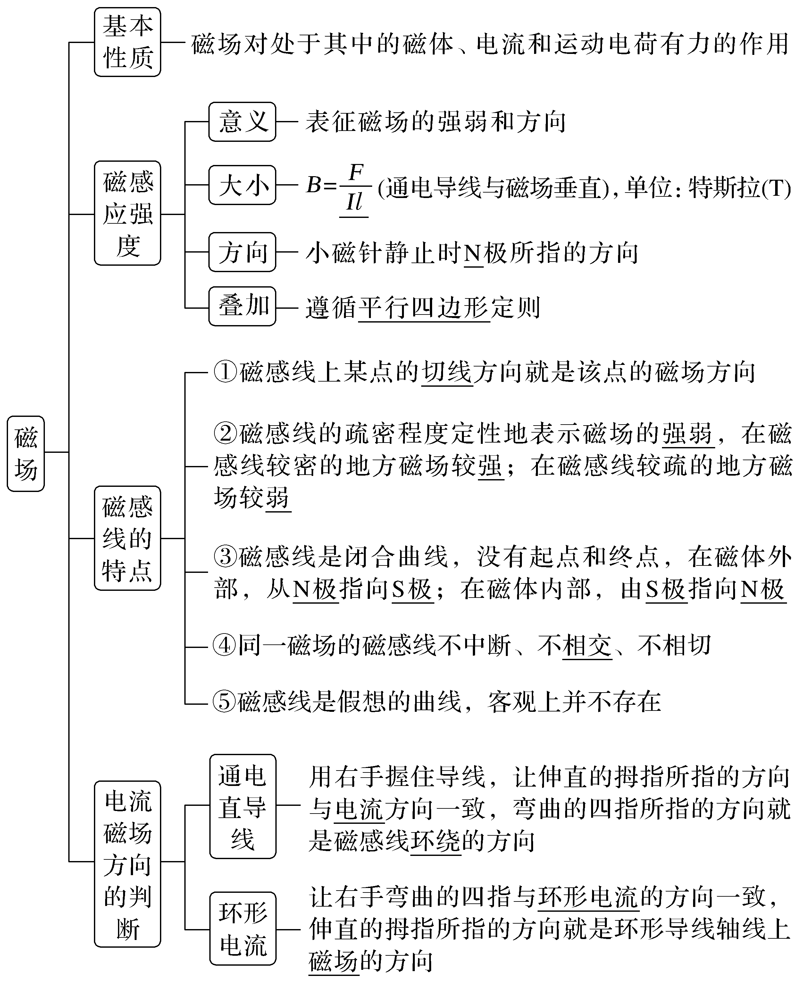 磁
场
基本
性质
磁场对处于其中的磁体、电流和运动电荷有力的作用
磁感
应强
度
意义
表征磁场的强弱和方向
大小
B=F/Il(通电导线与磁场垂直),单位:特斯拉(T)
方向
小磁针静止时N极所指的方向
叠加
遵循平行四边形定则
磁感
线的
特点
①磁感线上某点的切线方向就是该点的磁场方向
②磁感线的疏密程度定性地表示磁场的强弱，在磁
感线较密的地方磁场较强；在磁感线较疏的地方磁
场较弱
③磁感线是闭合曲线，没有起点和终点，在磁体外
部，从N极指向S极；在磁体内部，由S极指向N极
④同一磁场的磁感线不中断、不相交、不相切
⑤磁感线是假想的曲线，客观上并不存在
电流
磁场
方向
的判
断
通电
直导
线
用右手握住导线，让伸直的拇指所指的方向
与电流方向一致，弯曲的四指所指的方向就
是磁感线环绕的方向
环形
电流
让右手弯曲的四指与环形电流的方向一致，
伸直的拇指所指的方向就是环形导线轴线上
磁场的方向